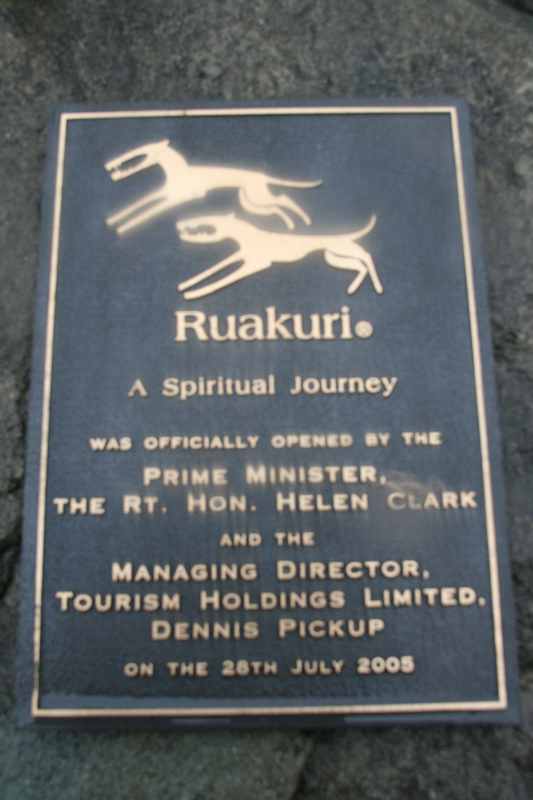 Ruakuri®
A Spiritual Journey
WAS OFFICIALLY OPENED BY THE
PRIME MINISTER,
THE RT. HON. HELEN CLARK
AND THE
MANAGING DIRECTOR,
TOURISM HOLDINGS LIMITED,
DENNIS PICKUP
ON THE 28TH JULY 2005